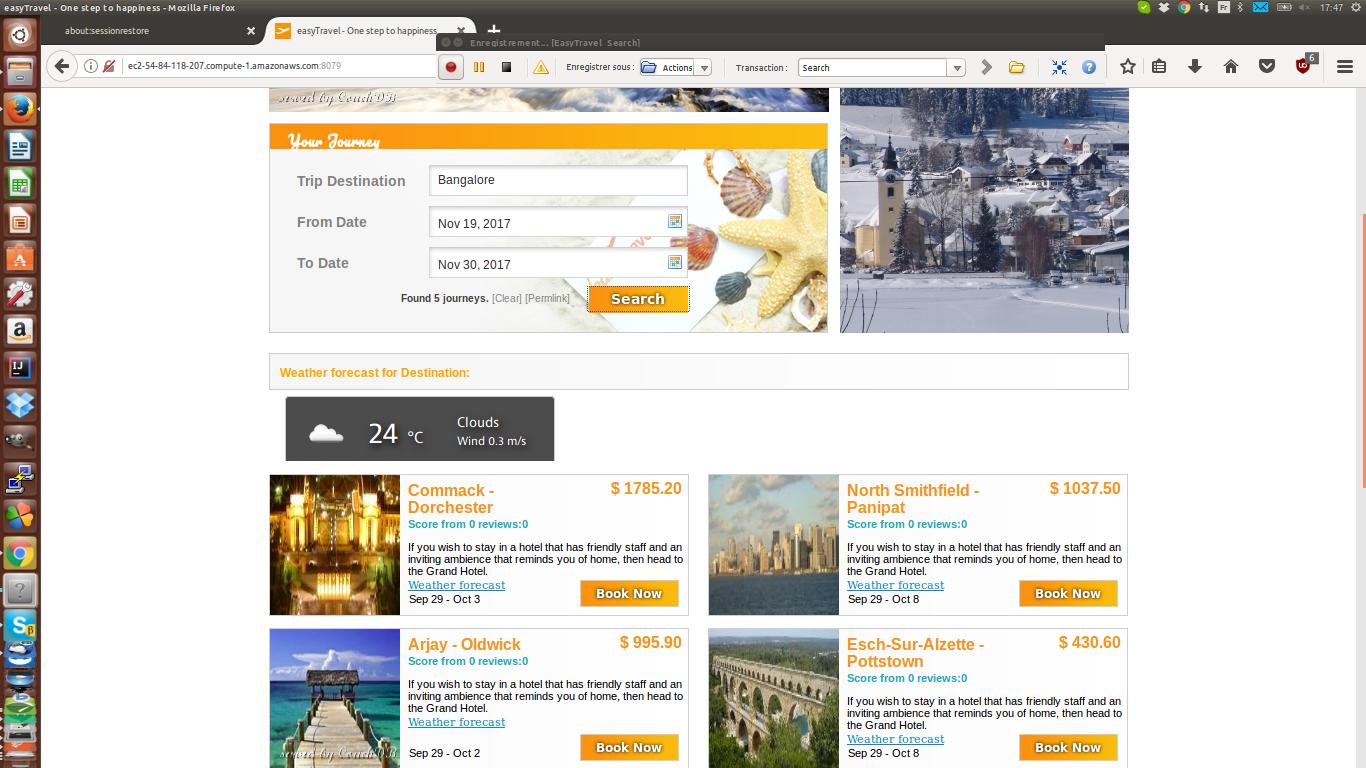 easyTravel - One step to happiness - Mozilla Firefox
Fr
17:47
about:sessionrestore
easyTravel - One step to happiness
Enregistrement... [EasyTravel Search]
ec2-54-84-118-207.compute-1.amazonaws.com:8079
Enregistrer sous :
Actions
Transaction :
Search
6
served by CouchDB
Your Journey
Trip Destination
Bangalore
From Date
Nov 19, 2017
To Date
Nov 30, 2017
Found 5 journeys. [Clear] [Permlink]
Search
Weather forecast for Destination:
24 °C
Clouds
Wind 0.3 m/s
Commack -
Dorchester
$ 1785.20
Score from 0 reviews:0
If you wish to stay in a hotel that has friendly staff and an
inviting ambience that reminds you of home, then head to
the Grand Hotel.
Weather forecast
Sep 29 - Oct 3
Book Now
North Smithfield -
Panipat
$ 1037.50
Score from 0 reviews:0
If you wish to stay in a hotel that has friendly staff and an
inviting ambience that reminds you of home, then head to
the Grand Hotel.
Weather forecast
Sep 29 - Oct 8
Book Now
Arjay - Oldwick
$ 995.90
Score from 0 reviews:0
If you wish to stay in a hotel that has friendly staff and an
inviting ambience that reminds you of home, then head to
the Grand Hotel.
Weather forecast
Sep 29 - Oct 2
Book Now
served by CouchDB
Esch-Sur-Alzette -
Pottstown
$ 430.60
Score from 0 reviews:0
If you wish to stay in a hotel that has friendly staff and an
inviting ambience that reminds you of home, then head to
the Grand Hotel.
Weather forecast
Sep 29 - Oct 8
Book Now